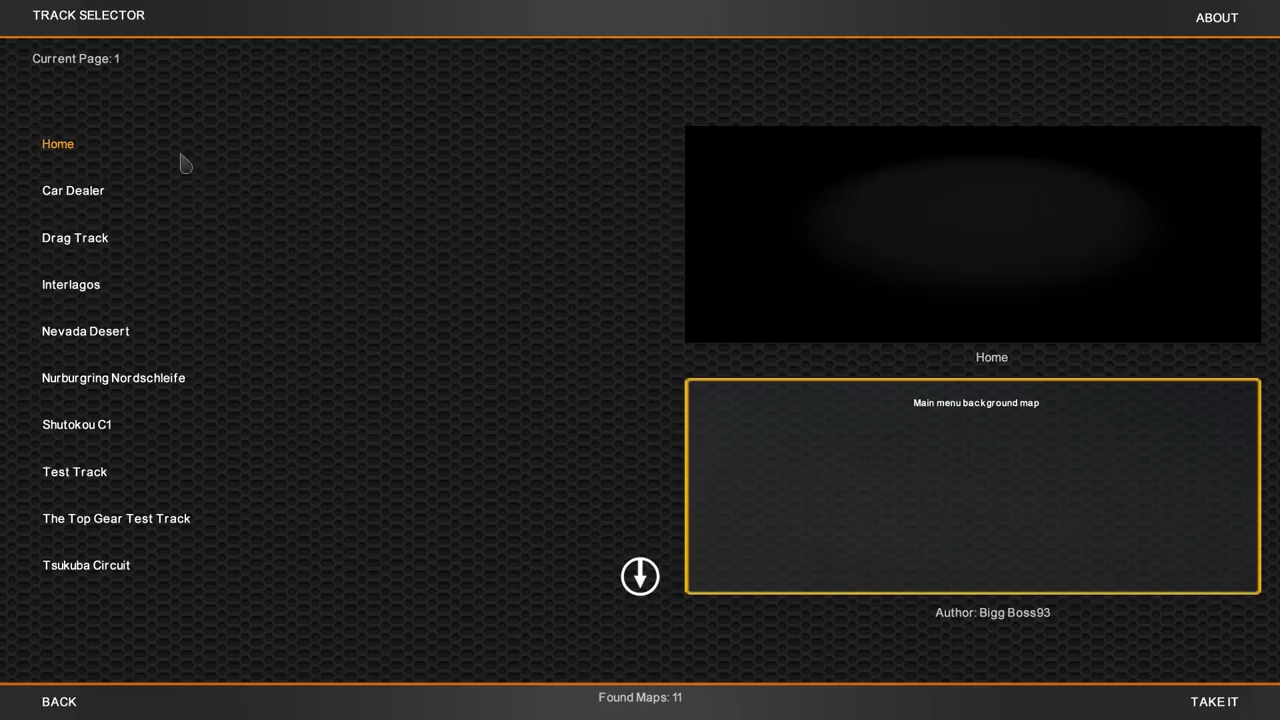 TRACK SELECTOR
ABOUT
Current Page: 1
Home
Car Dealer
Drag Track
Interlagos
Nevada Desert
Nurburgring Nordschleife
Shutokou C1
Test Track
The Top Gear Test Track
Tsukuba Circuit
Home
Main menu background map
Author: Bigg Boss93
BACK
Found Maps: 11
TAKE IT